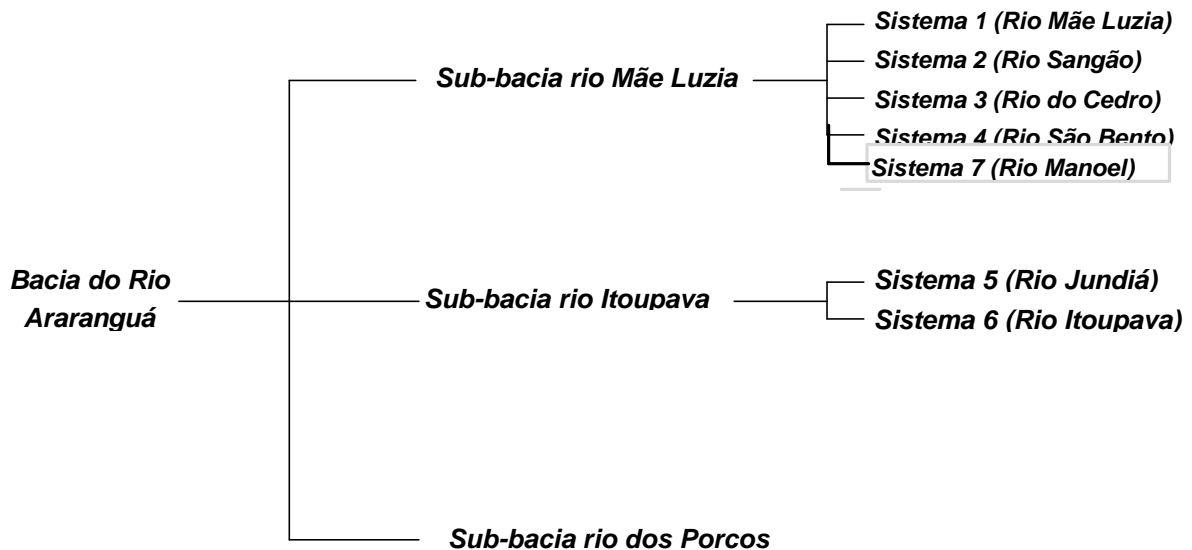 Sistema 1 (Rio Mãe Luzia)
Sub-bacia rio Mãe Luzia
Sistema 2 (Rio Sangão)
Sistema 3 (Rio do Cedro)
Sistema 4 (Rio São Bento)
Sistema 7 (Rio Manoel)
Bacia do Rio
Araranguá
Sub-bacia rio Itoupava
Sistema 5 (Rio Jundiá)
Sistema 6 (Rio Itoupava)
Sub-bacia rio dos Porcos